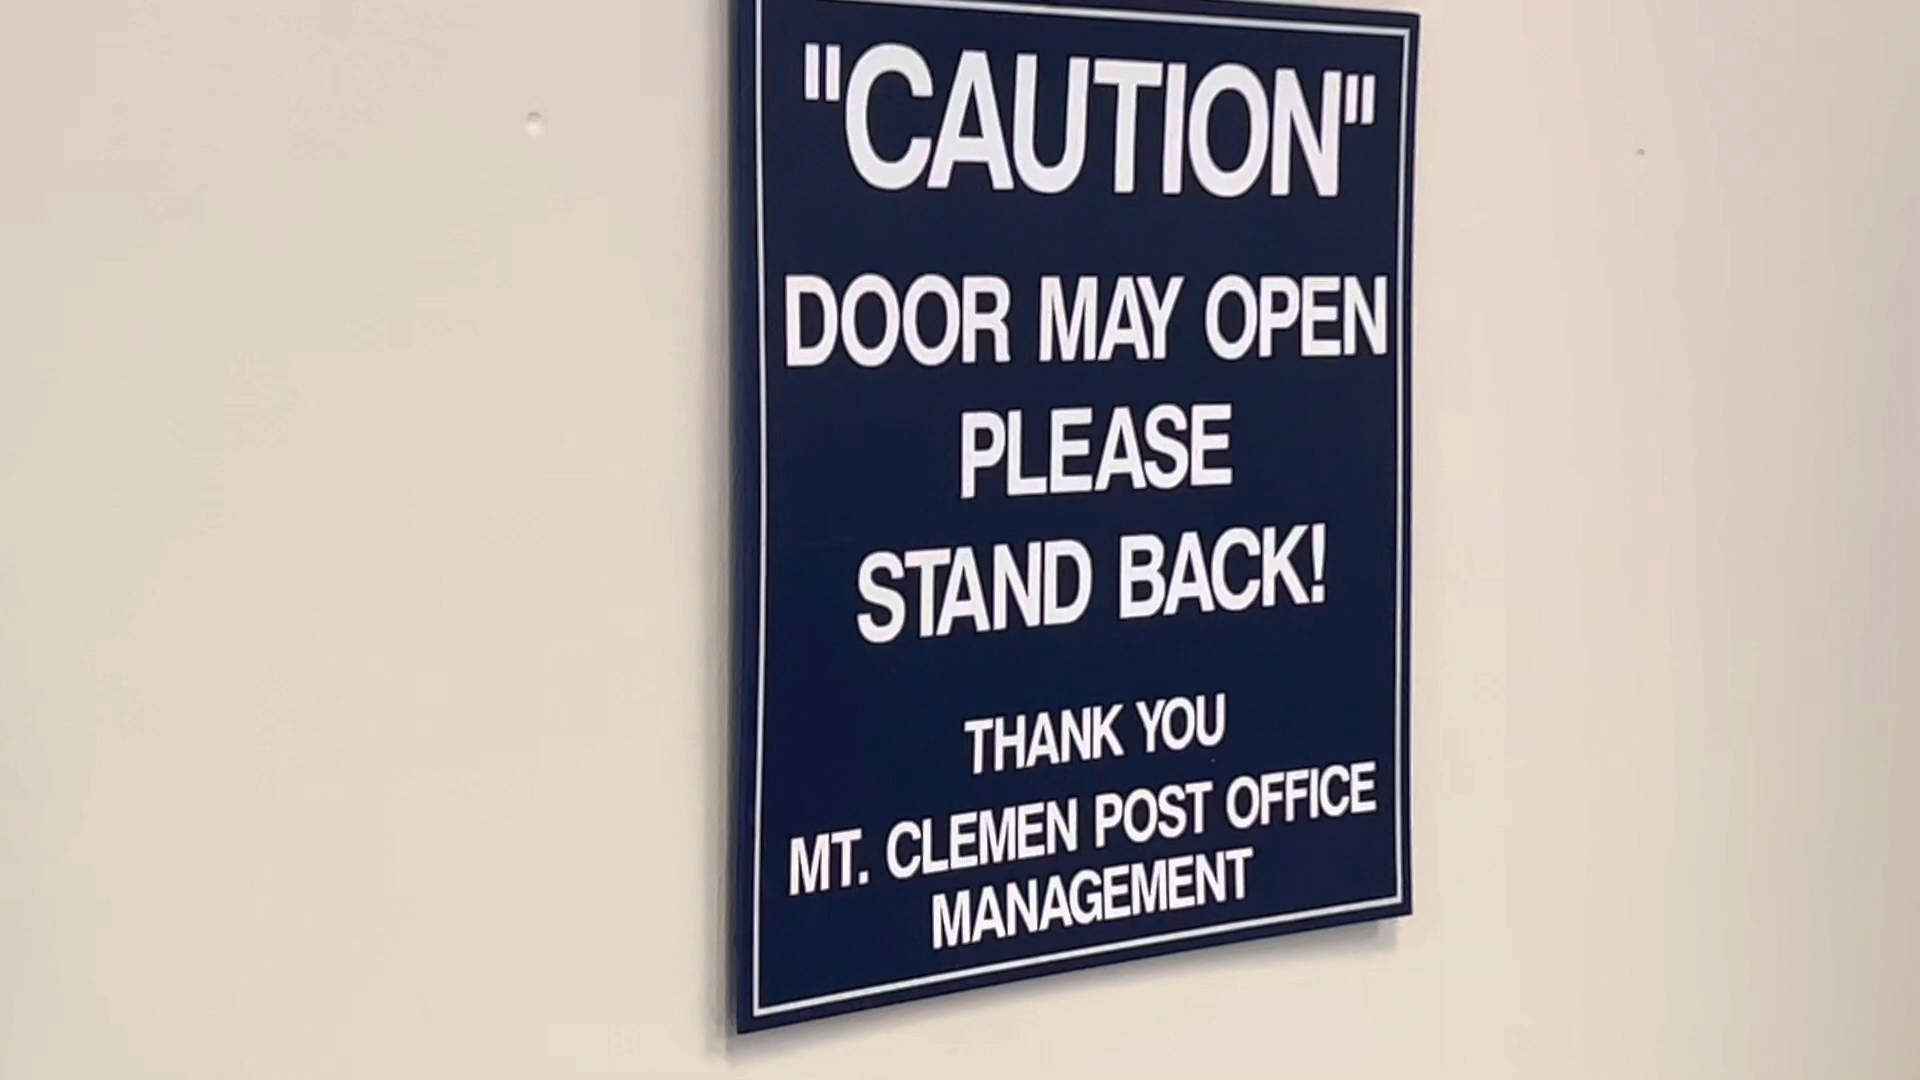 "CAUTION"
DOOR MAY OPEN
PLEASE
STAND BACK!
THANK YOU
MT. CLEMEN POST OFFICE
MANAGEMENT